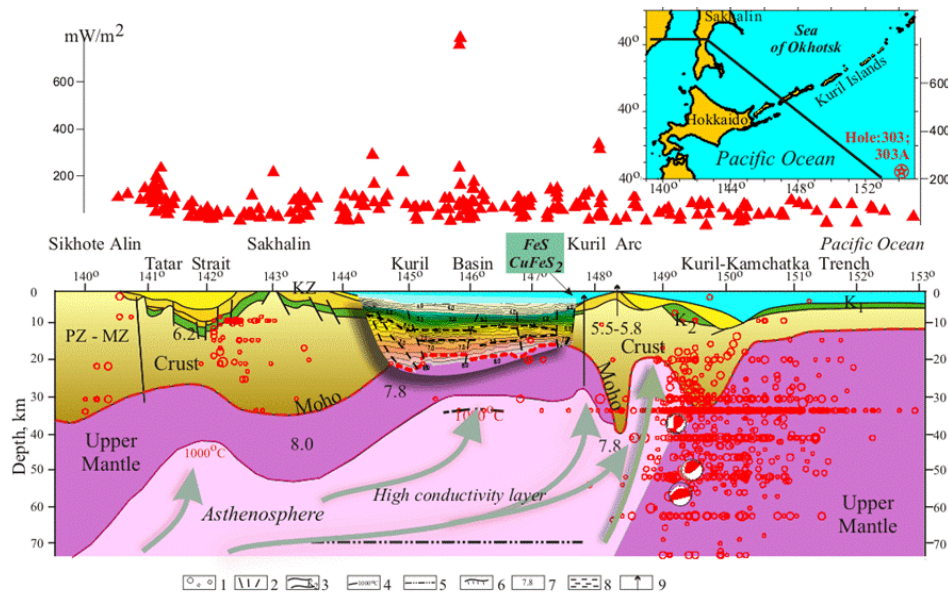 mW/m²
600
400
200
Sakhalin
Sea
of Okhotsk
40°
40°
40°
Kuril Islands
Hokkaido
Hole:303;
303A
Pacific Ocean
140°
144°
148°
152°
600
400
200
Sikhote Alin
Sakhalin
FeS
CuFeS₂
Kuril Arc
Pacific Ocean
Tatar Strait
Kuril Basin
Kuril-Kamchatka Trench
140° 141° 142° 143° 144° 145° 146° 147° 148° 149° 150° 151° 152° 153°
0
10
20
30
40
50
60
70
Depth, km
KZ
PZ - MZ
6.2
Crust
Moho
7.8
8.0
Upper
Mantle
1000°C
1000°C
High conductivity layer
Asthenosphere
5.5-5.8
Crust
Moho
7.8
K₂
K₁
Upper
Mantle
0
10
20
30
40
50
60
70
1 2 3 1000°C 4 5 6 7.8 7 8 9